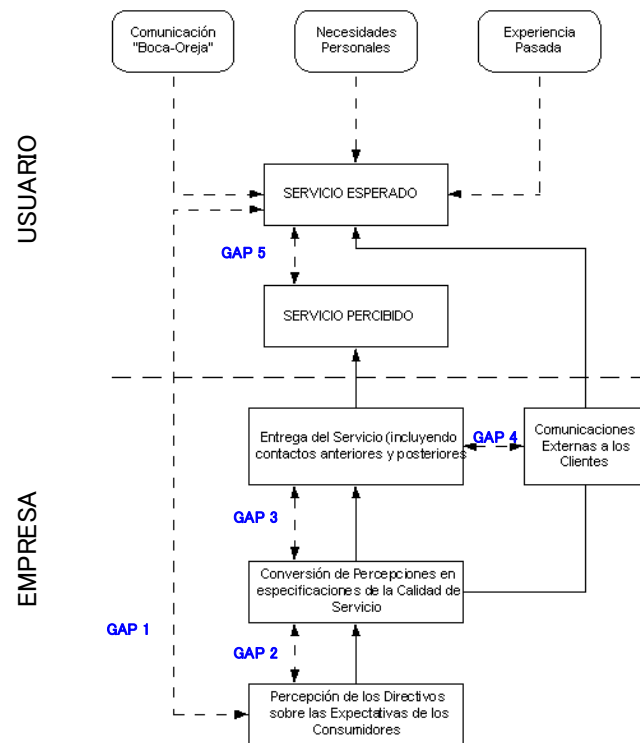 Comunicación
"Boca-Oreja"
Necesidades
Personales
Experiencia
Pasada
USUARIO
SERVICIO ESPERADO
GAP 5
SERVICIO PERCIBIDO
EMPRESA
Entrega del Servicio (incluyendo
contactos anteriores y posteriores
GAP 4
Comunicaciones
Externas a los
Clientes
GAP 3
Conversión de Percepciones en
especificaciones de la Calidad de
Servicio
GAP 1
GAP 2
Percepción de los Directivos
sobre las Expectativas de los
Consumidores